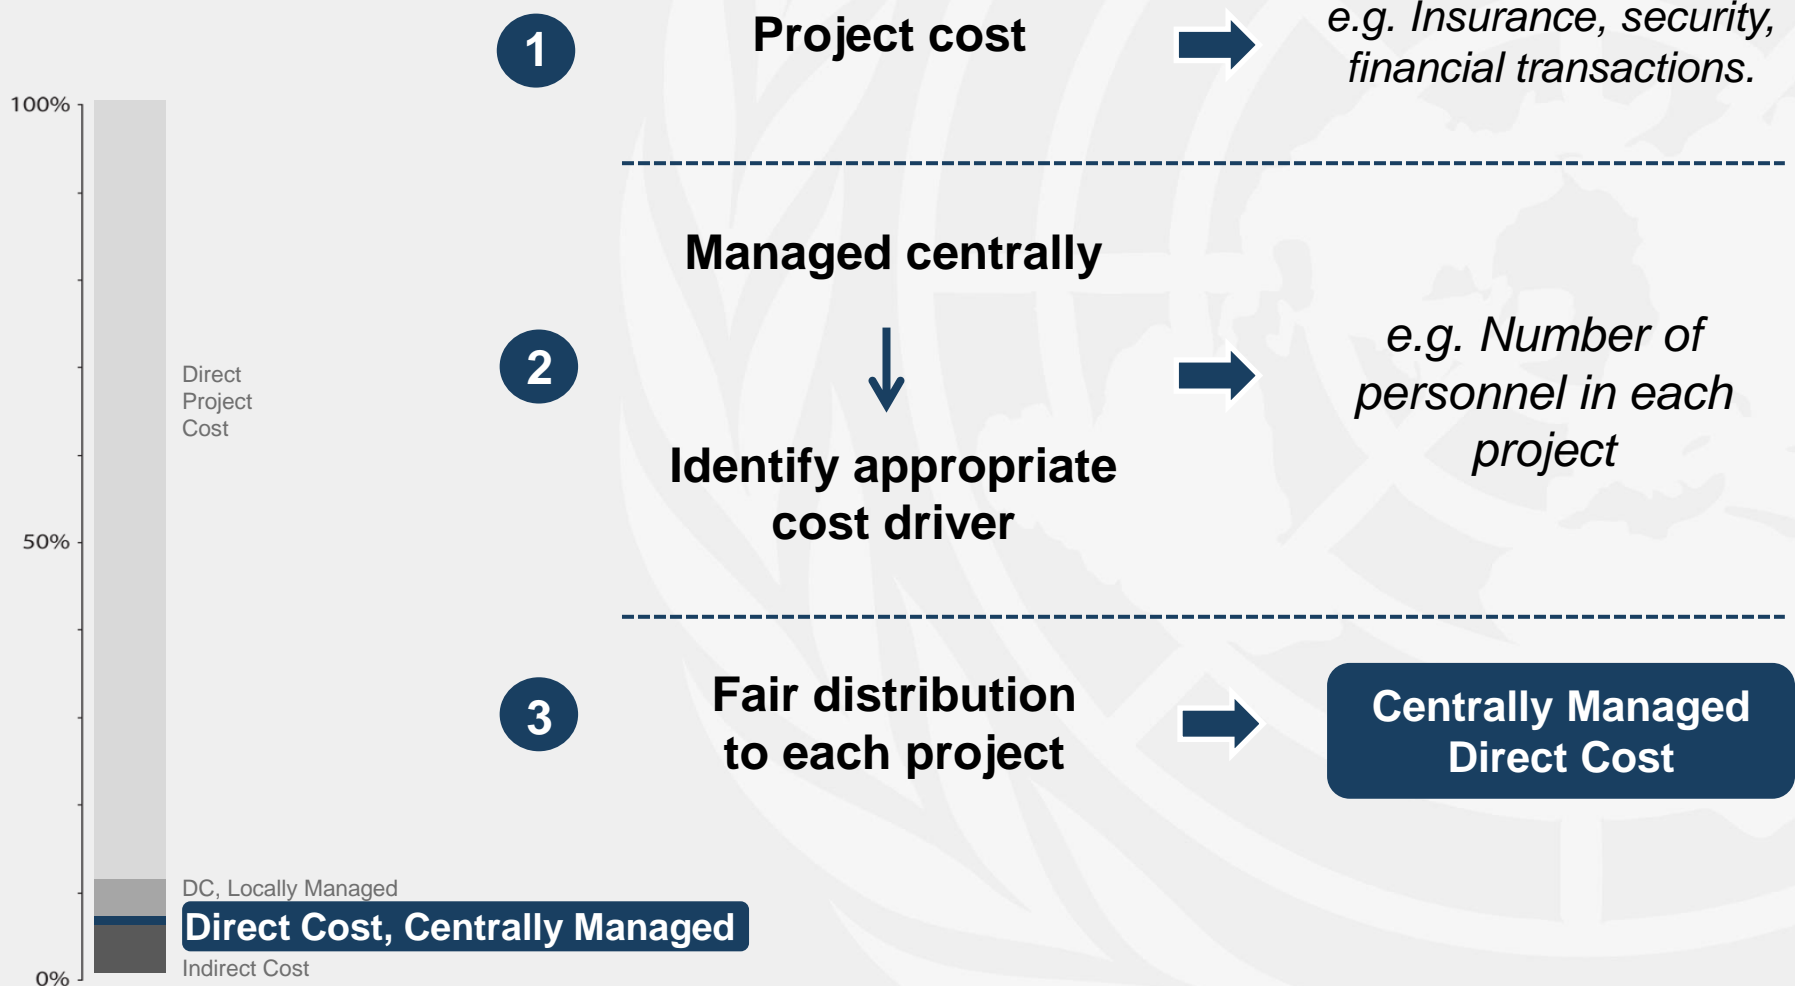 1
Project cost
e.g. Insurance, security,
financial transactions.
100%
Managed centrally
2
e.g. Number of
personnel in each
project
Direct
Project
Cost
Identify appropriate
cost driver
50%
3
Fair distribution
to each project
Centrally Managed
Direct Cost
DC, Locally Managed
Direct Cost, Centrally Managed
Indirect Cost
0%